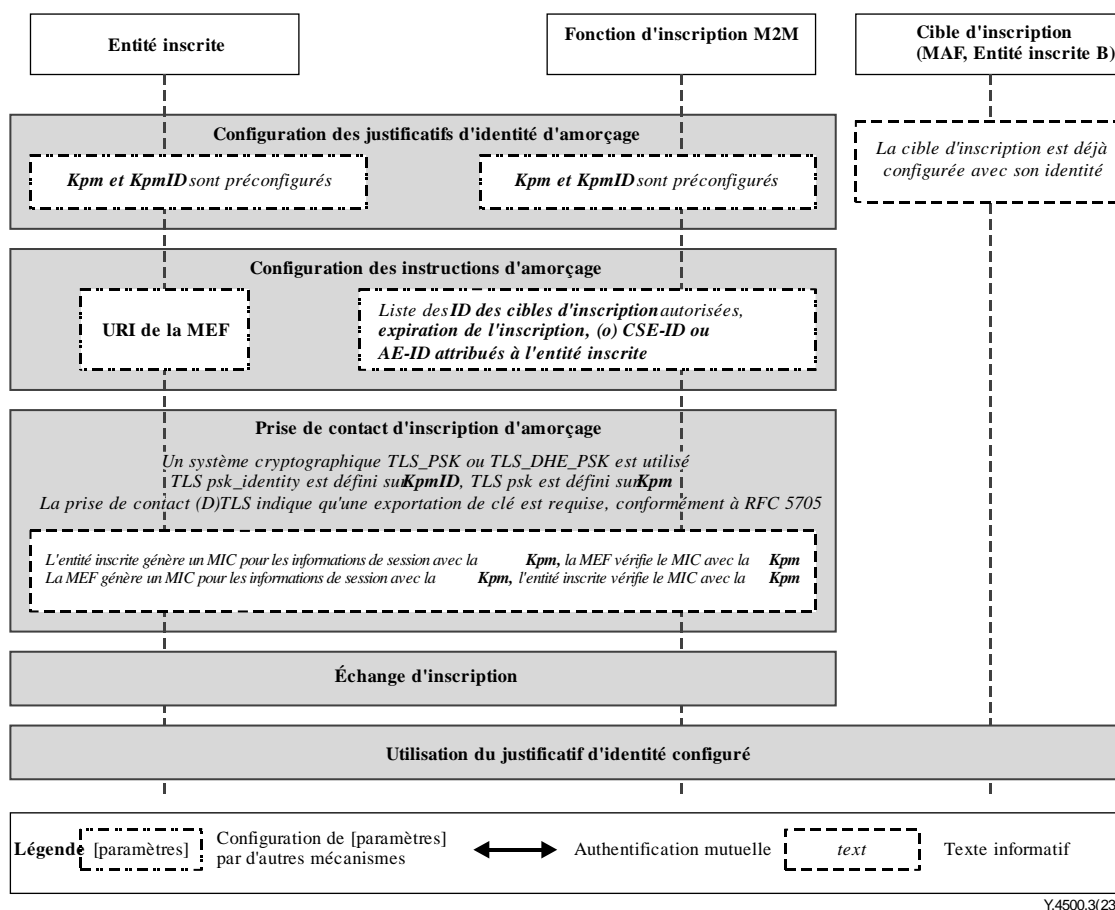 Entité inscrite
Fonction d'inscription M2M
Cible d'inscription
(MAF, Entité inscrite B)
Configuration des justificatifs d'identité d'amorçage
Kpm et KpmID sont préconfigurés
Kpm et KpmID sont préconfigurés
La cible d'inscription est déjà
configurée avec son identité
Configuration des instructions d'amorçage
URI de la MEF
Liste des ID des cibles d'inscription autorisées,
expiration de l'inscription, (o) CSE-ID ou
AE-ID attribués à l'entité inscrite
Prise de contact d'inscription d'amorçage
Un système cryptographique TLS_PSK ou TLS_DHE_PSK est utilisé
TLS psk_identity est défini sur KpmID, TLS psk est défini sur Kpm
La prise de contact (D)TLS indique qu'une exportation de clé est requise, conformément à RFC 5705
L'entité inscrite génère un MIC pour les informations de session avec la Kpm, la MEF vérifie le MIC avec la Kpm
La MEF génère un MIC pour les informations de session avec la Kpm, l'entité inscrite vérifie le MIC avec la Kpm
Échange d'inscription
Utilisation du justificatif d'identité configuré
Légende [paramètres] Configuration de [paramètres]
par d'autres mécanismes
Authentification mutuelle
text
Texte informatif
Y.4500.3(23